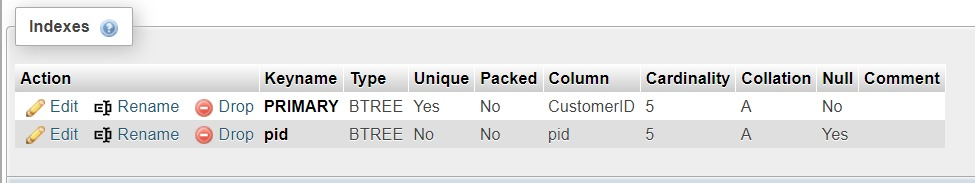 Indexes
Action Keyname Type Unique Packed Column Cardinality Collation Null Comment
Edit Rename Drop PRIMARY BTREE Yes No CustomerID 5 A No
Edit Rename Drop pid BTREE No No pid 5 A Yes